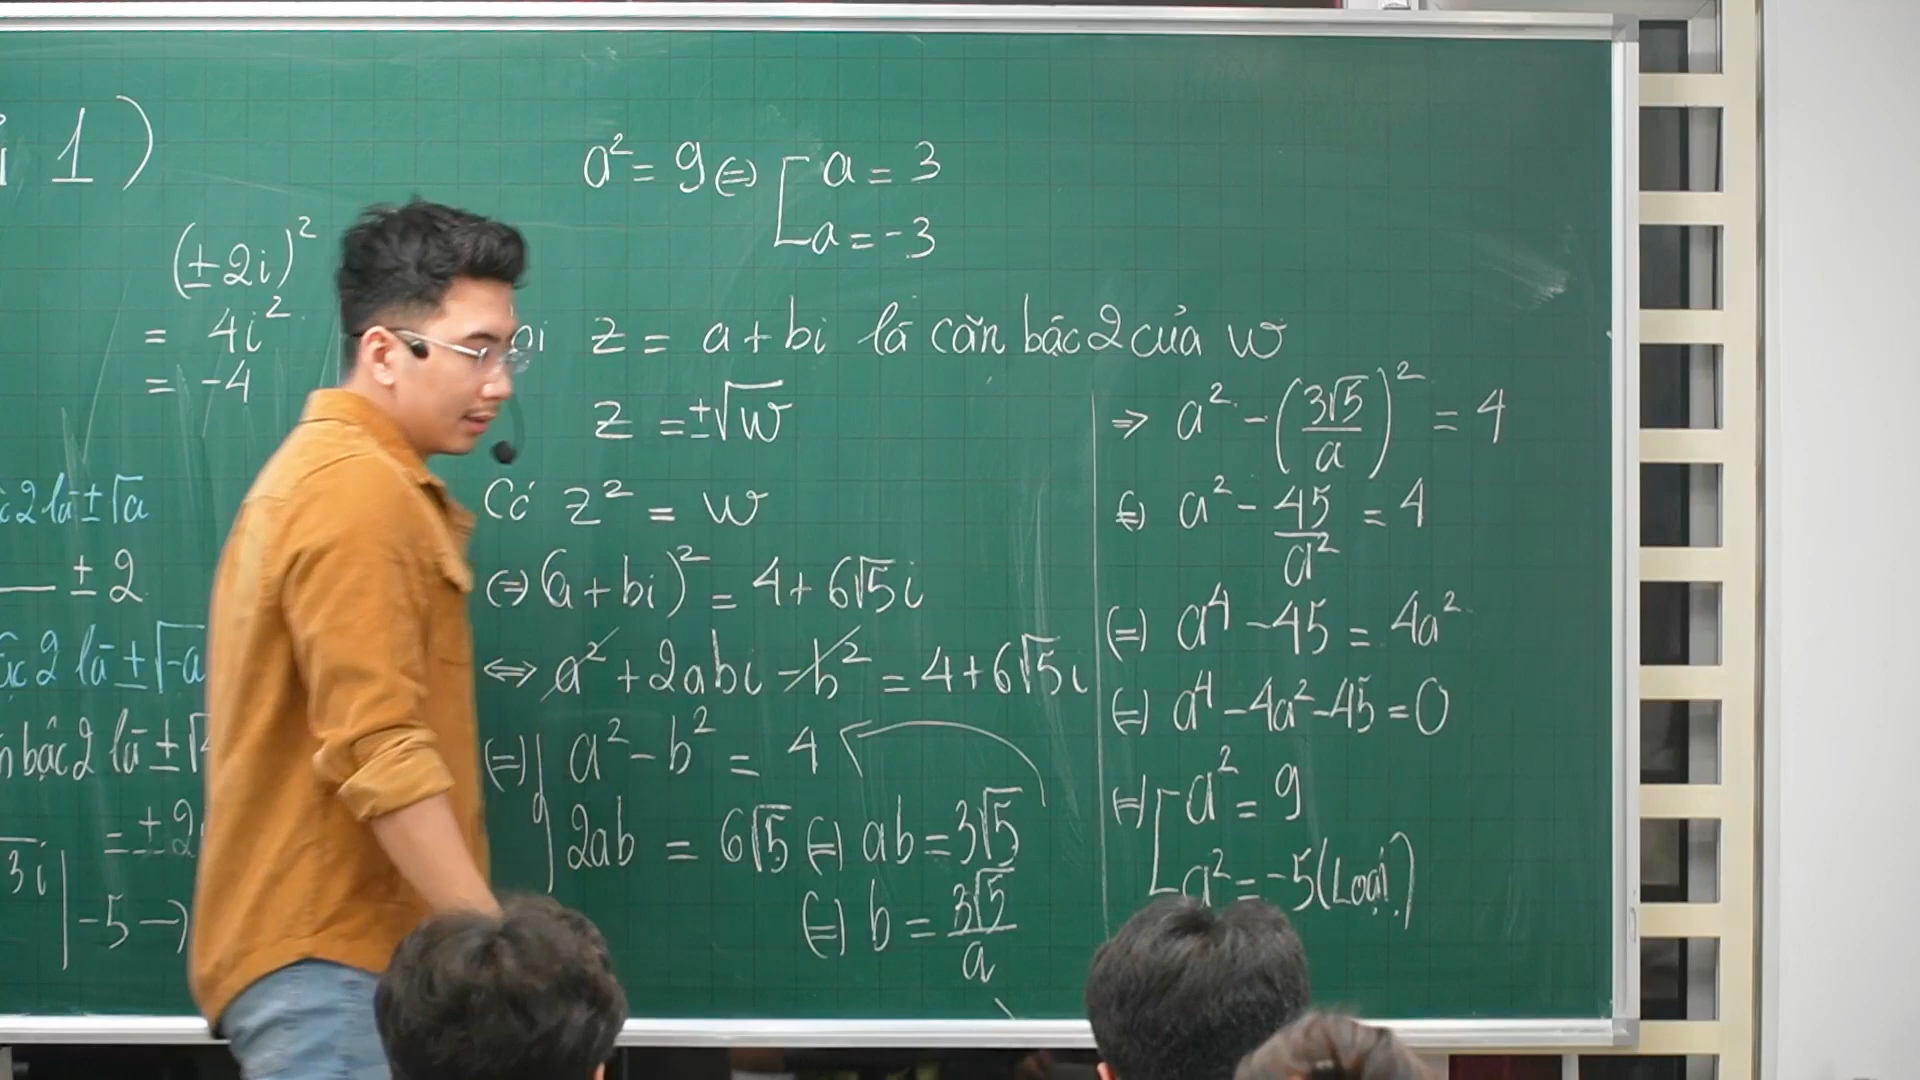 1)
(±2i)²
= 4i²
= -4
2 là ±√a
± 2
2 là ±√-a
bậc 2 là ±√
= ± 2
3i
-5 →
a² = 9 ⇔ [ a = 3
a = -3
z = a + bi là căn bậc 2 của w
z = ±√w
Có z² = w
⇔ (a + bi)² = 4 + 6√5i
⇔ a² + 2abi - b² = 4 + 6√5i
⇔ { a² - b² = 4
2ab = 6√5 ⇔ ab = 3√5
⇔ b = 3√5/a
⇒ a² - (3√5/a)² = 4
⇔ a² - 45/a² = 4
⇔ a⁴ - 45 = 4a²
⇔ a⁴ - 4a² - 45 = 0
⇔ [ a² = 9
a² = -5 (Loại)